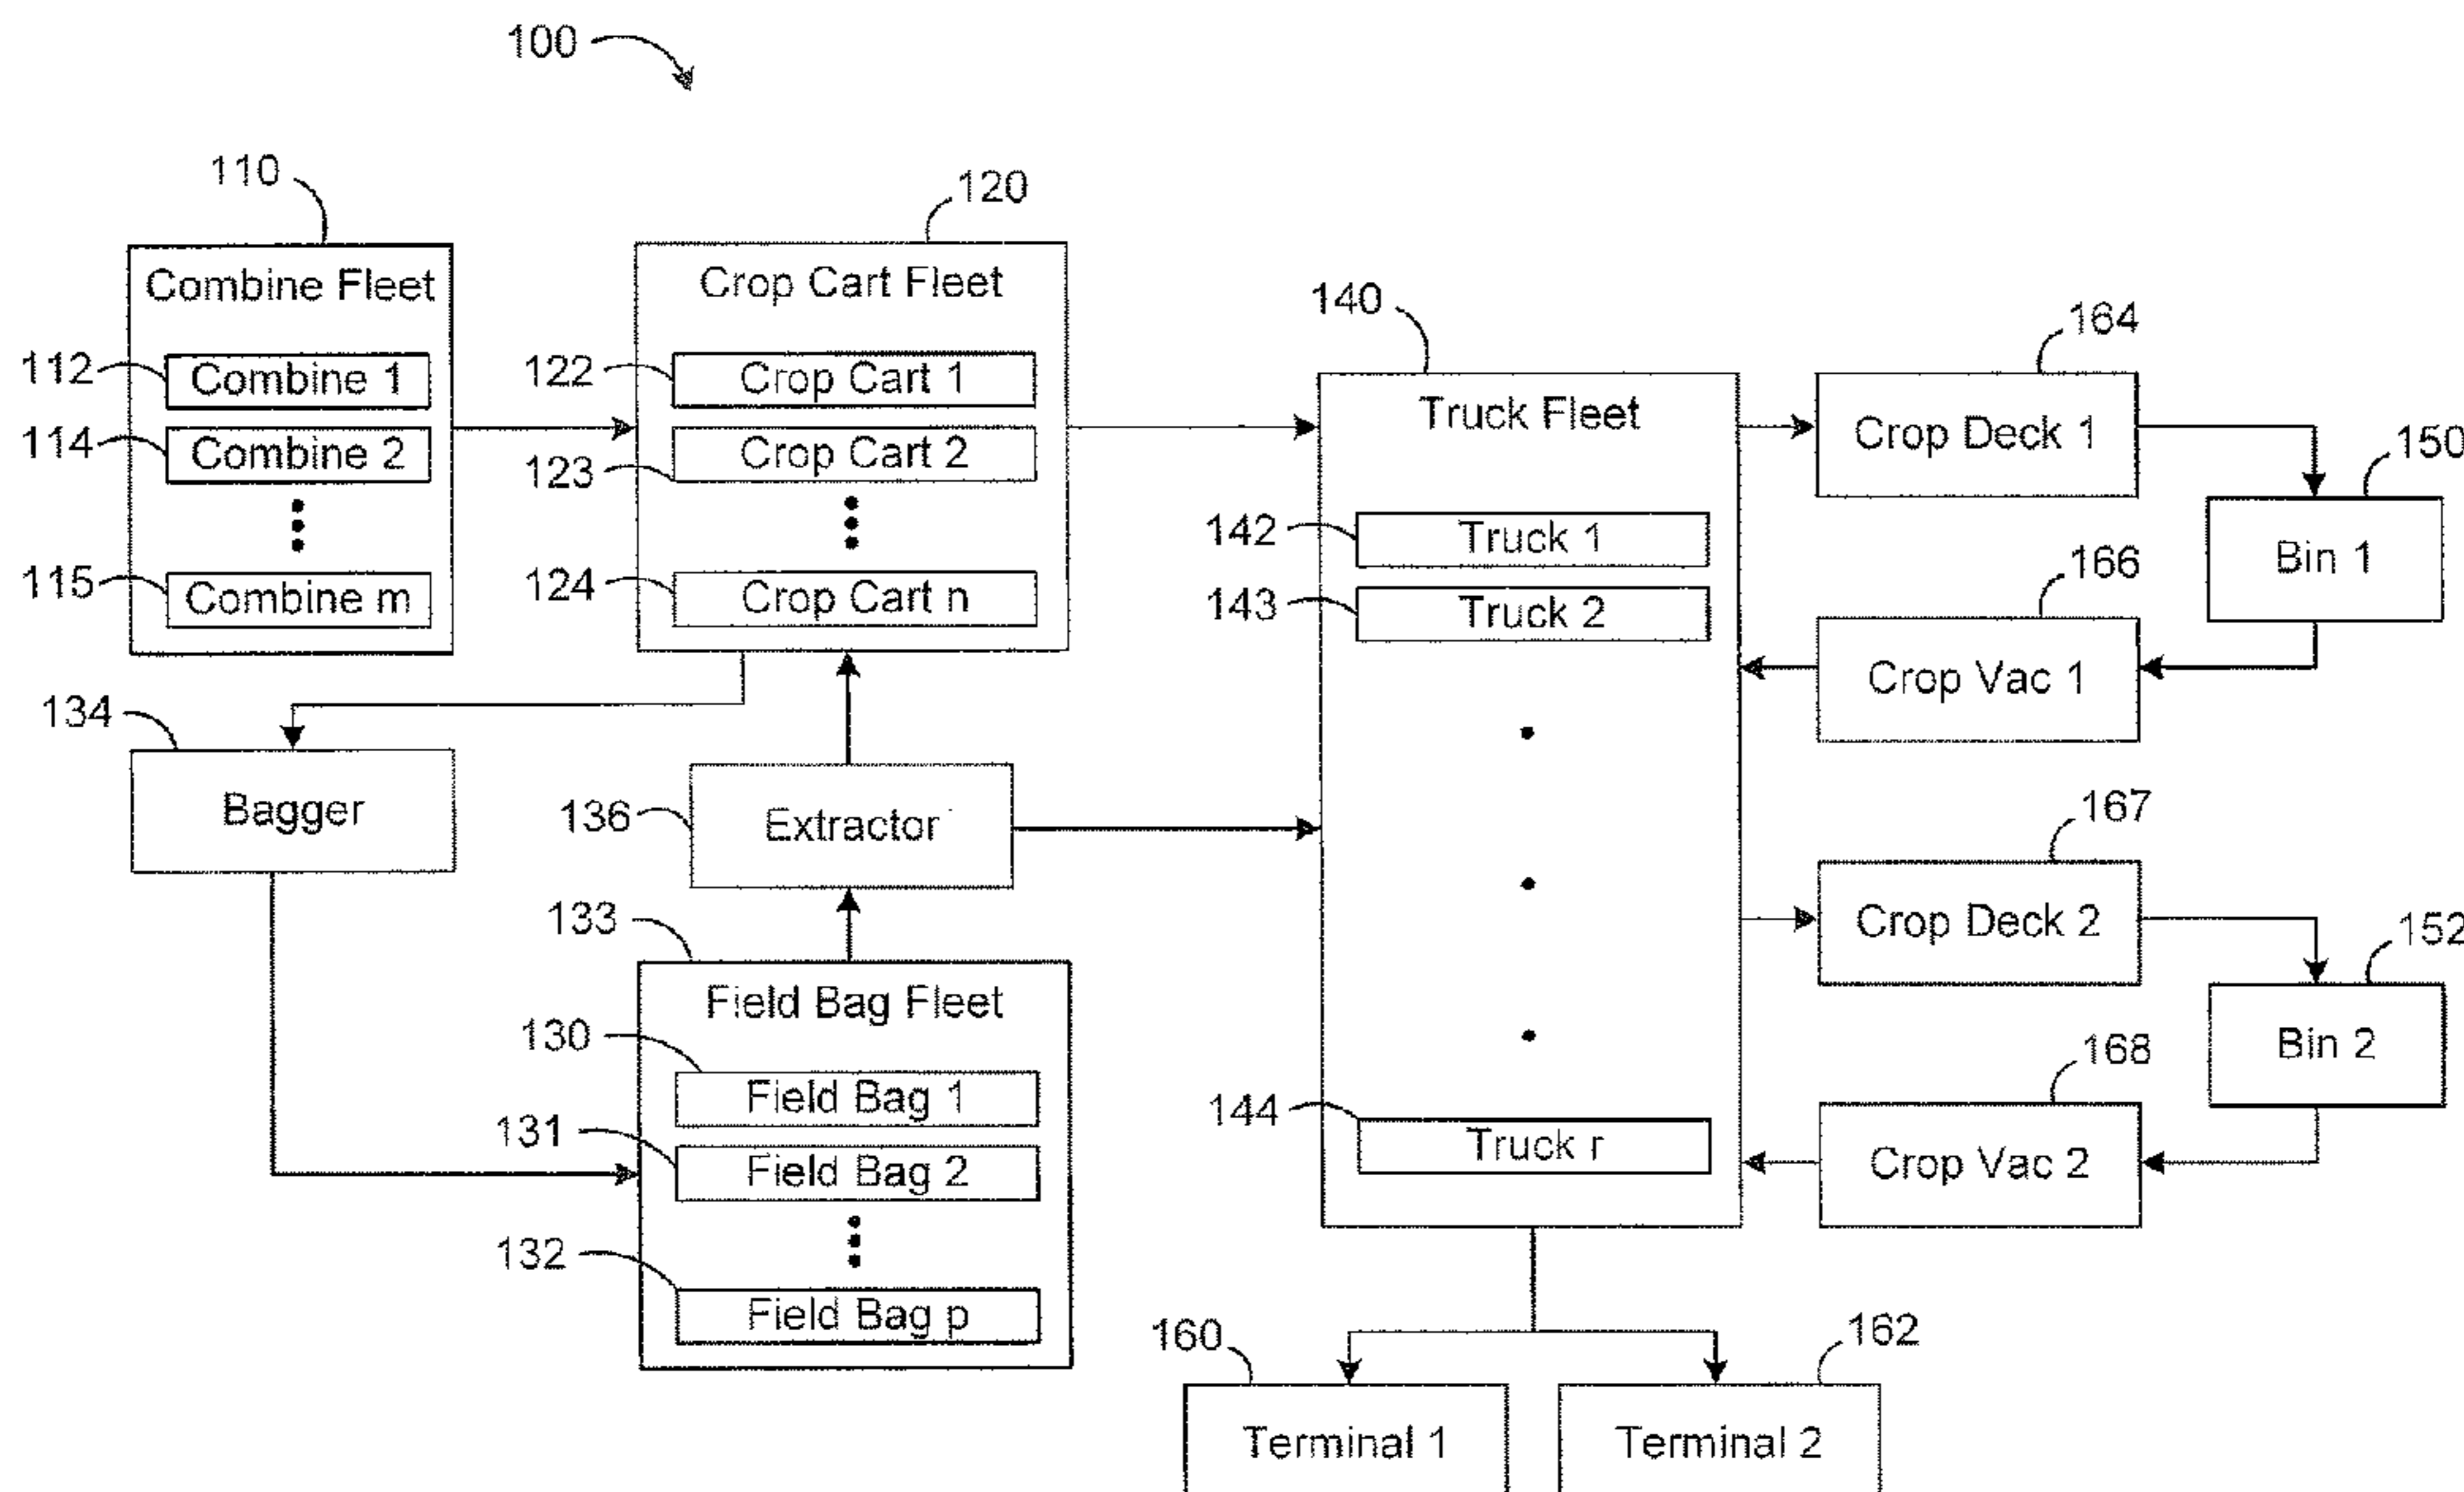 100
110
Combine Fleet
112
Combine 1
114
Combine 2
115
Combine m
120
Crop Cart Fleet
122
Crop Cart 1
123
Crop Cart 2
124
Crop Cart n
134
Bagger
136
Extractor
133
Field Bag Fleet
130
Field Bag 1
131
Field Bag 2
132
Field Bag p
140
Truck Fleet
142
Truck 1
143
Truck 2
144
Truck r
164
Crop Deck 1
150
Bin 1
166
Crop Vac 1
167
Crop Deck 2
152
Bin 2
168
Crop Vac 2
160
Terminal 1
162
Terminal 2